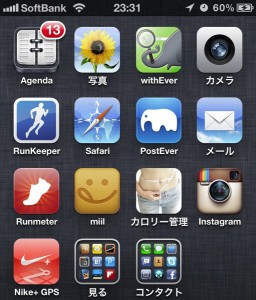 SoftBank 23:31 60%
13
Agenda 写真 withEver カメラ
RunKeeper Safari PostEver メール
Runmeter miil カロリー管理 Instagram
Nike+ GPS 見る コンタクト